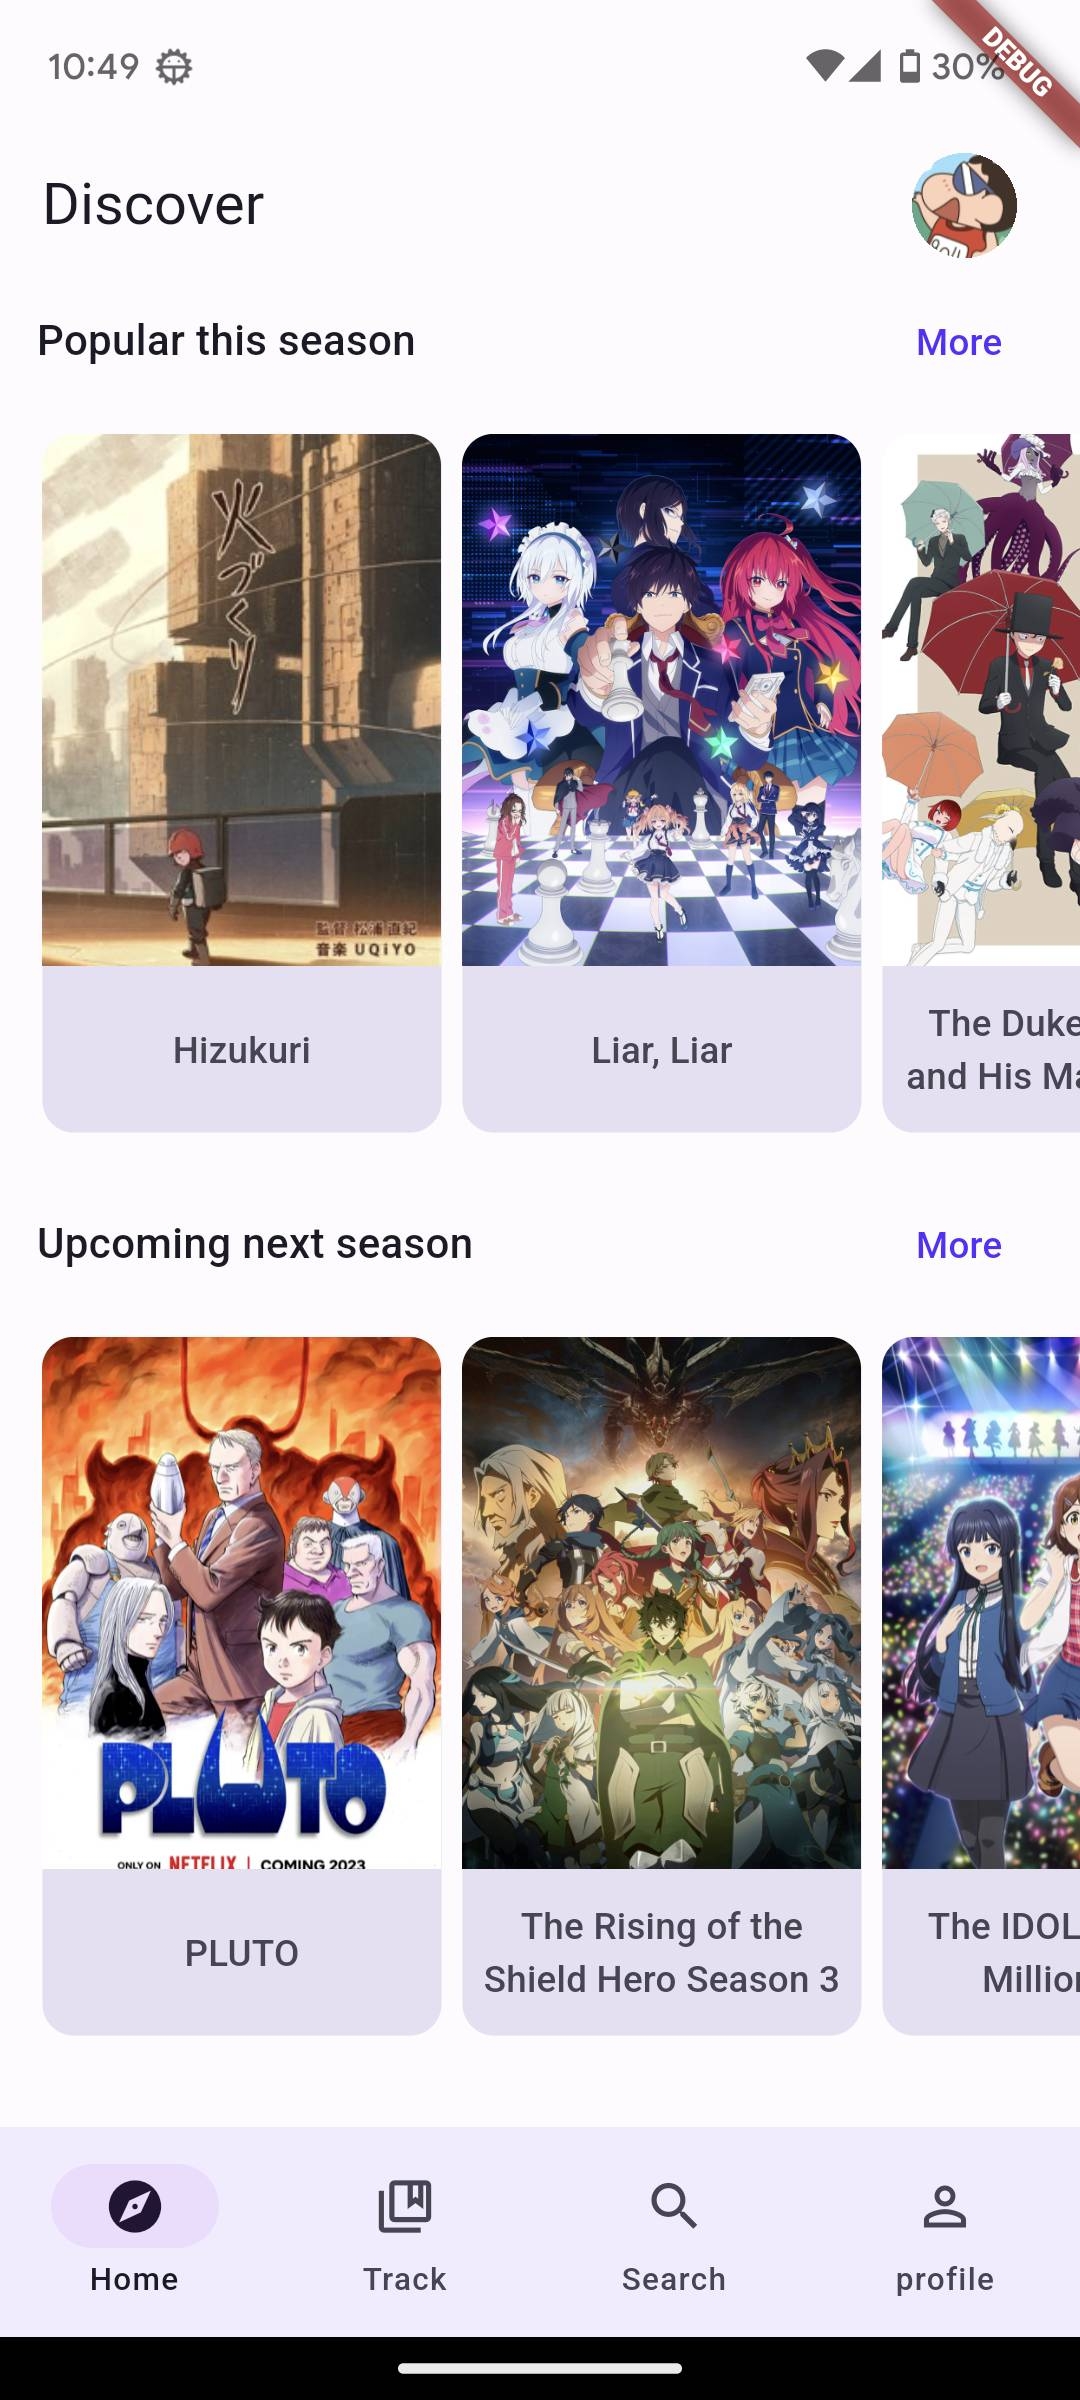 10:49
30%
DEBUG
Discover
Popular this season
More
火づくり
監督 松浦直紀
音楽 UQiYO
Hizukuri
Liar, Liar
The Duke
and His Ma
Upcoming next season
More
PLUTO
ONLY ON NETFLIX | COMING 2023
PLUTO
The Rising of the
Shield Hero Season 3
The IDOL
Million
Home
Track
Search
profile